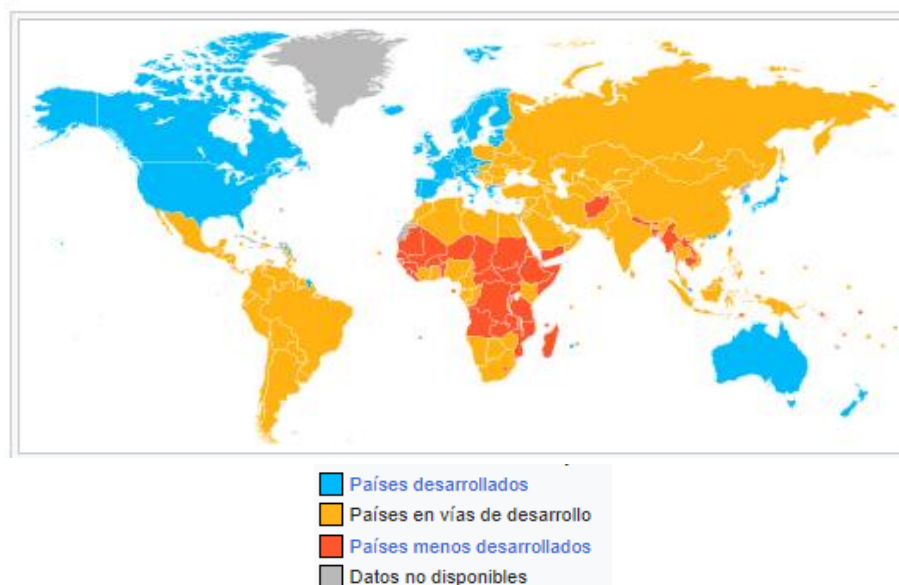 Países desarrollados
Países en vías de desarrollo
Países menos desarrollados
Datos no disponibles